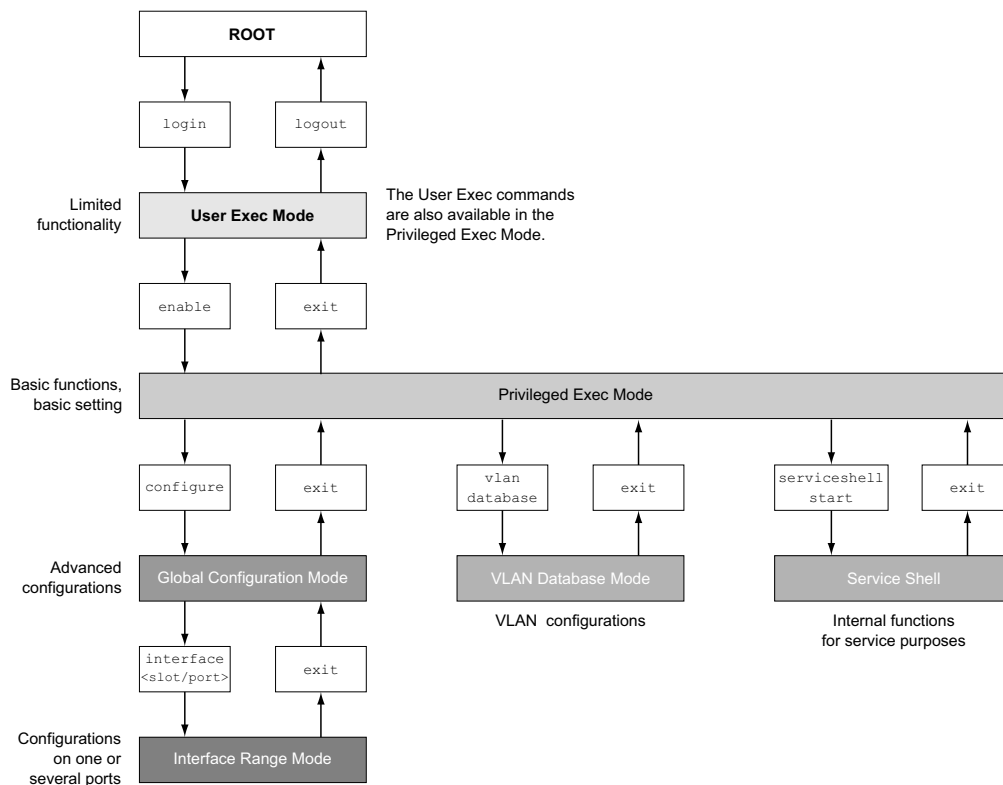 ROOT
login
logout
Limited
functionality
User Exec Mode
The User Exec commands
are also available in the
Privileged Exec Mode.
enable
exit
Basic functions,
basic setting
Privileged Exec Mode
configure
exit
vlan
database
exit
serviceshell
start
exit
Advanced
configurations
Global Configuration Mode
VLAN Database Mode
Service Shell
VLAN configurations
Internal functions
for service purposes
interface
<slot/port>
exit
Configurations
on one or
several ports
Interface Range Mode